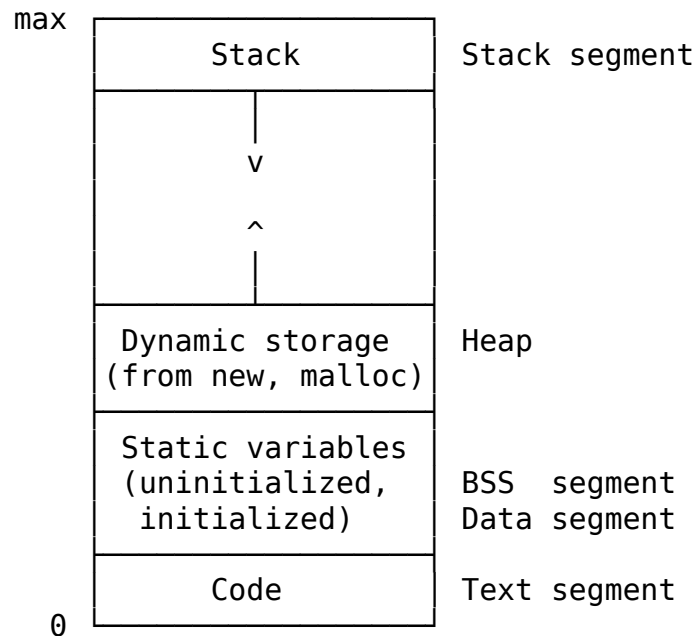 max
Stack Stack segment
v
^
Dynamic storage Heap
(from new, malloc)
Static variables
(uninitialized, BSS segment
initialized) Data segment
Code Text segment
0